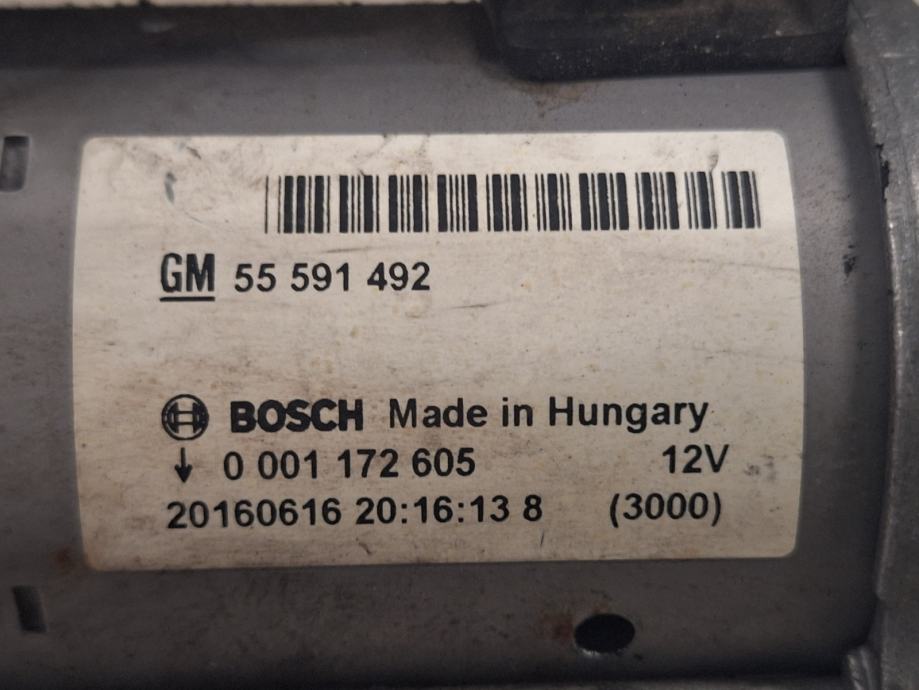 GM 55 591 492
BOSCH Made in Hungary
↓ 0 001 172 605 12V
20160616 20:16:13 8 (3000)